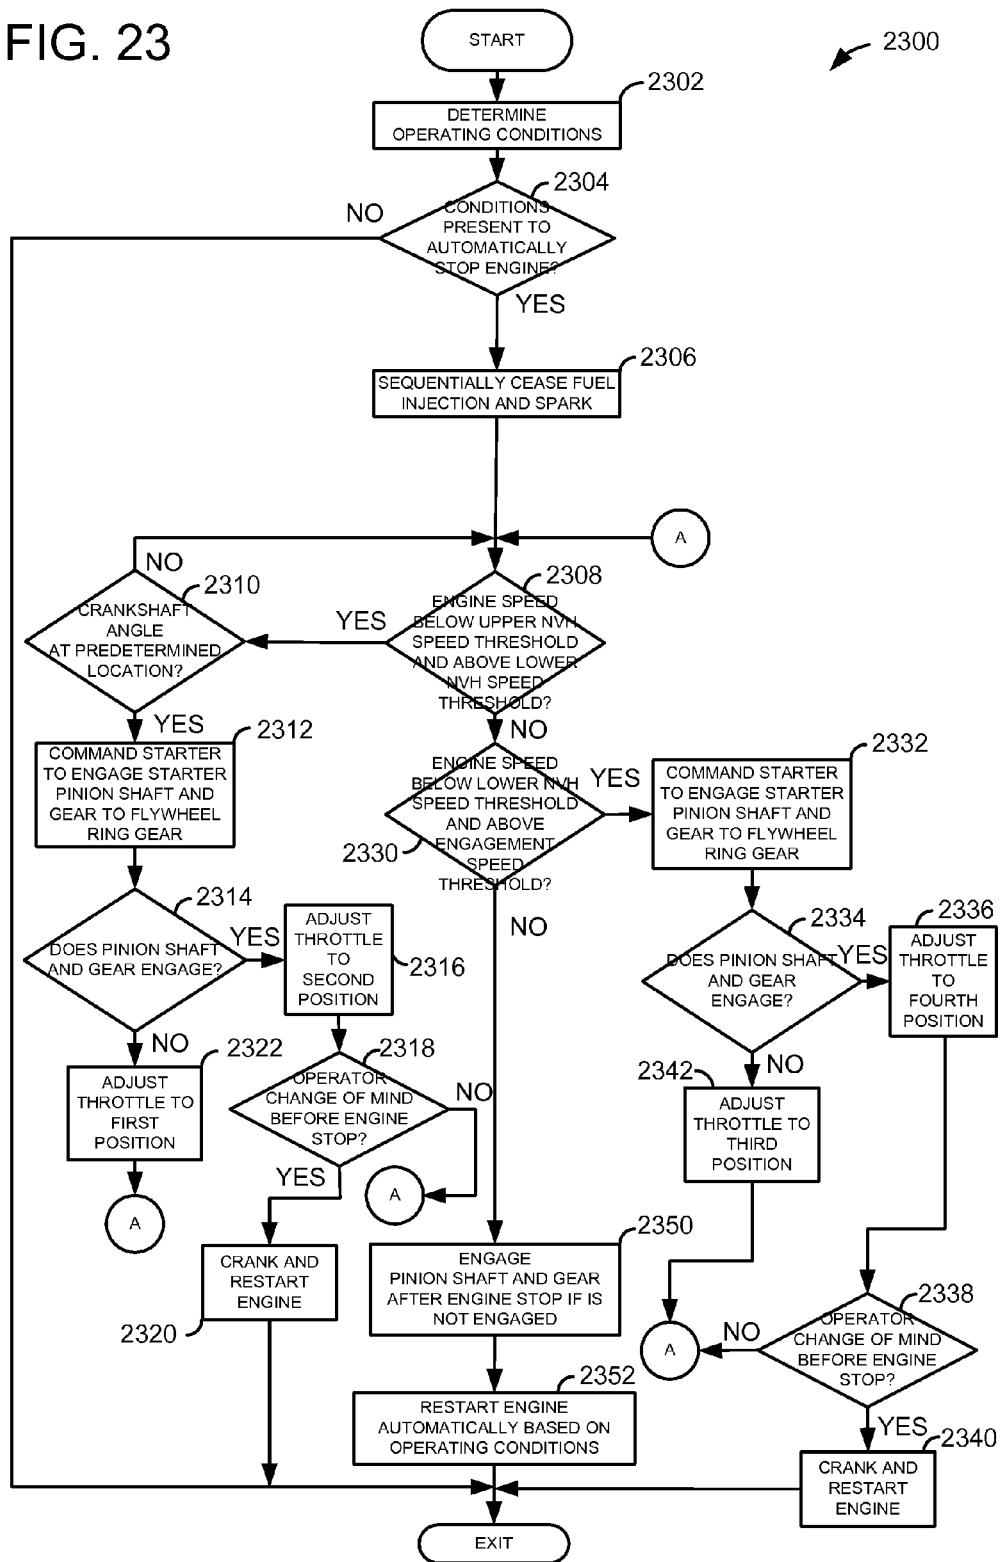 FIG. 23
START
2300
2302
DETERMINE
OPERATING CONDITIONS
2304
NO
CONDITIONS
PRESENT TO
AUTOMATICALLY
STOP ENGINE?
YES
2306
SEQUENTIALLY CEASE FUEL
INJECTION AND SPARK
A
NO
2310
CRANKSHAFT
ANGLE
AT PREDETERMINED
LOCATION?
YES
2308
ENGINE SPEED
BELOW UPPER NVH
SPEED THRESHOLD
AND ABOVE LOWER
NVH SPEED
THRESHOLD?
YES
2312
NO
COMMAND STARTER
TO ENGAGE STARTER
PINION SHAFT AND
GEAR TO FLYWHEEL
RING GEAR
ENGINE SPEED
BELOW LOWER NVH
SPEED THRESHOLD
AND ABOVE
ENGAGEMENT
SPEED
THRESHOLD?
2330
YES
2332
COMMAND STARTER
TO ENGAGE STARTER
PINION SHAFT AND
GEAR TO FLYWHEEL
RING GEAR
2314
DOES PINION SHAFT
AND GEAR ENGAGE?
YES
ADJUST
THROTTLE
TO
SECOND
POSITION
2316
NO
2334
DOES PINION SHAFT
AND GEAR
ENGAGE?
YES
2336
ADJUST
THROTTLE
TO
FOURTH
POSITION
NO
2322
ADJUST
THROTTLE TO
FIRST
POSITION
A
2318
OPERATOR
CHANGE OF MIND
BEFORE ENGINE
STOP?
NO
YES
A
2342
NO
ADJUST
THROTTLE TO
THIRD
POSITION
CRANK AND
RESTART
ENGINE
2320
2350
ENGAGE
PINION SHAFT AND GEAR
AFTER ENGINE STOP IF IS
NOT ENGAGED
A
NO
2338
OPERATOR
CHANGE OF MIND
BEFORE ENGINE
STOP?
2352
RESTART ENGINE
AUTOMATICALLY BASED ON
OPERATING CONDITIONS
YES
2340
CRANK AND
RESTART
ENGINE
EXIT